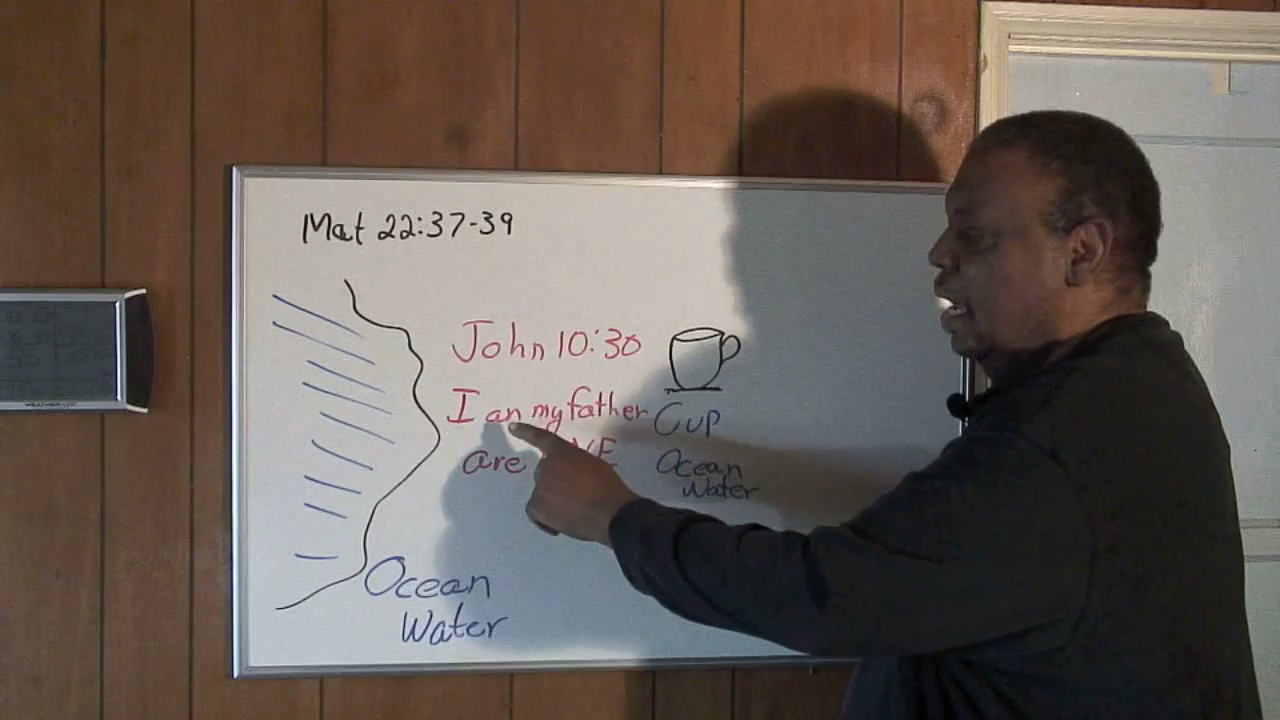 Mat 22:37-39
John 10:30
I an my father
are
Cup
Ocean
Water
Ocean
Water